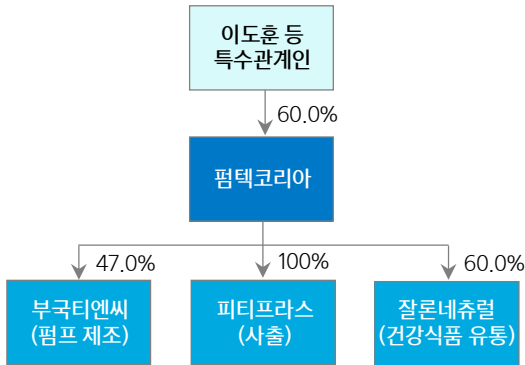 이도훈 등
특수관계인
60.0%
펌텍코리아
47.0%
100%
60.0%
부국티엔씨
(펌프 제조)
피티프라스
(사출)
잘론네츄럴
(건강식품 유통)